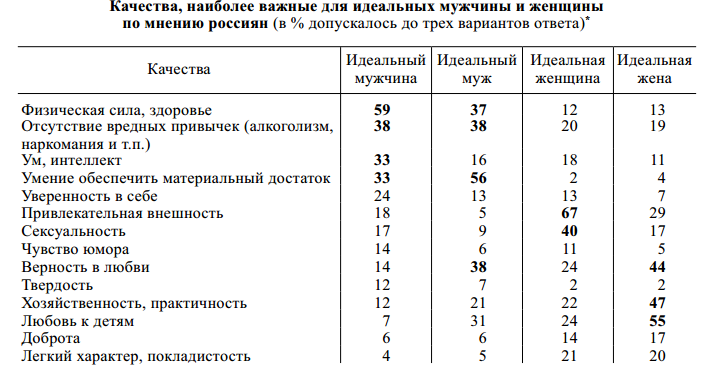 Качества, наиболее важные для идеальных мужчины и женщины
по мнению россиян (в % допускалось до трех вариантов ответа)*
Качества Идеальный мужчина Идеальный муж Идеальная женщина Идеальная жена
Физическая сила, здоровье 59 37 12 13
Отсутствие вредных привычек (алкоголизм, 38 38 20 19
наркомания и т.п.)
Ум, интеллект 33 16 18 11
Умение обеспечить материальный достаток 33 56 2 4
Уверенность в себе 24 13 13 7
Привлекательная внешность 18 5 67 29
Сексуальность 17 9 40 17
Чувство юмора 14 6 11 5
Верность в любви 14 38 24 44
Твердость 12 7 2 2
Хозяйственность, практичность 12 21 22 47
Любовь к детям 7 31 24 55
Доброта 6 6 14 17
Легкий характер, покладистость 4 5 21 20